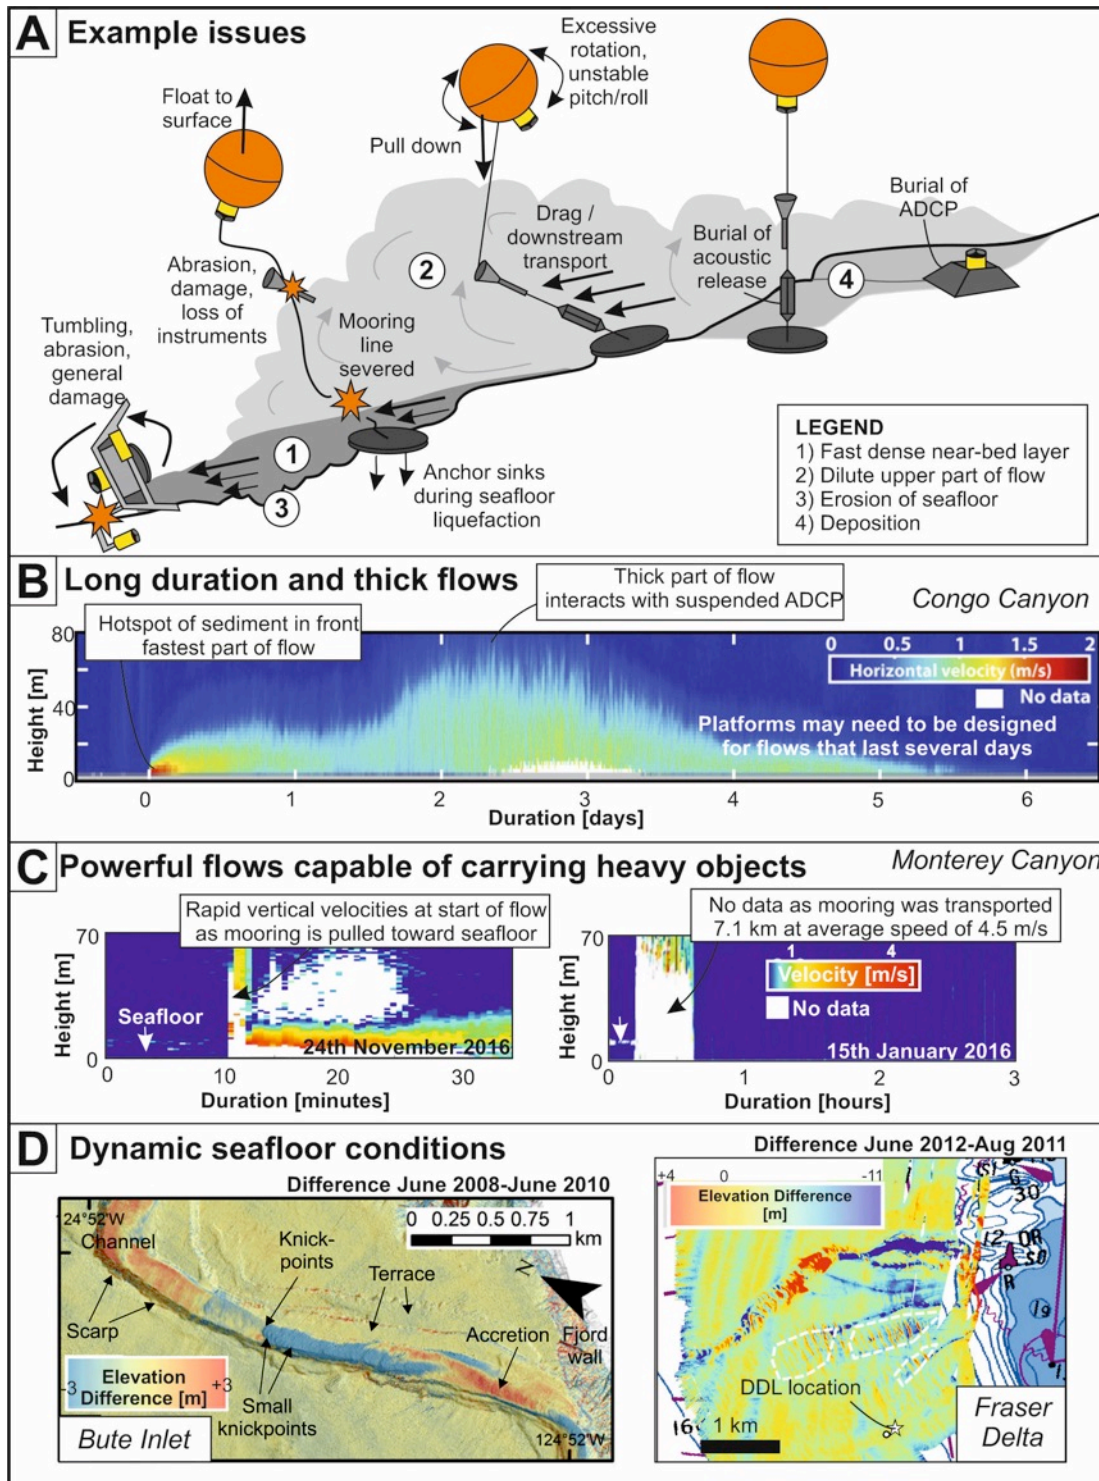 A Example issues
Excessive
rotation,
unstable
pitch/roll
Float to
surface
Pull down
Burial of
ADCP
Drag /
downstream
transport
Burial of
acoustic
release
2
4
Abrasion,
damage,
loss of
instruments
Mooring
line
severed
Tumbling,
abrasion,
general
damage
1
3
Anchor sinks
during seafloor
liquefaction
LEGEND
1) Fast dense near-bed layer
2) Dilute upper part of flow
3) Erosion of seafloor
4) Deposition
B Long duration and thick flows
Thick part of flow
interacts with suspended ADCP
Congo Canyon
Hotspot of sediment in front
fastest part of flow
80
40
0
Height [m]
0 0.5 1 1.5 2
Horizontal velocity (m/s)
No data
Platforms may need to be designed
for flows that last several days
0 1 2 3 4 5 6
Duration [days]
C Powerful flows capable of carrying heavy objects
Monterey Canyon
Rapid vertical velocities at start of flow
as mooring is pulled toward seafloor
70
0
Height [m]
Seafloor
24th November 2016
0 10 20 30
Duration [minutes]
No data as mooring was transported
7.1 km at average speed of 4.5 m/s
70
0
Height [m]
1 4
Velocity [m/s]
No data
15th January 2016
0 1 2 3
Duration [hours]
D Dynamic seafloor conditions
Difference June 2008-June 2010
24°52'W
Channel
0 0.25 0.5 0.75 1
km
Knick-
points
Terrace
N
Scarp
Accretion
Fjord
wall
-3 +3
Elevation
Difference [m]
Small
knickpoints
Bute Inlet
124°52'W
Difference June 2012-Aug 2011
+4 0 -11
Elevation Difference
[m]
30
DDL location
1 km
Fraser
Delta